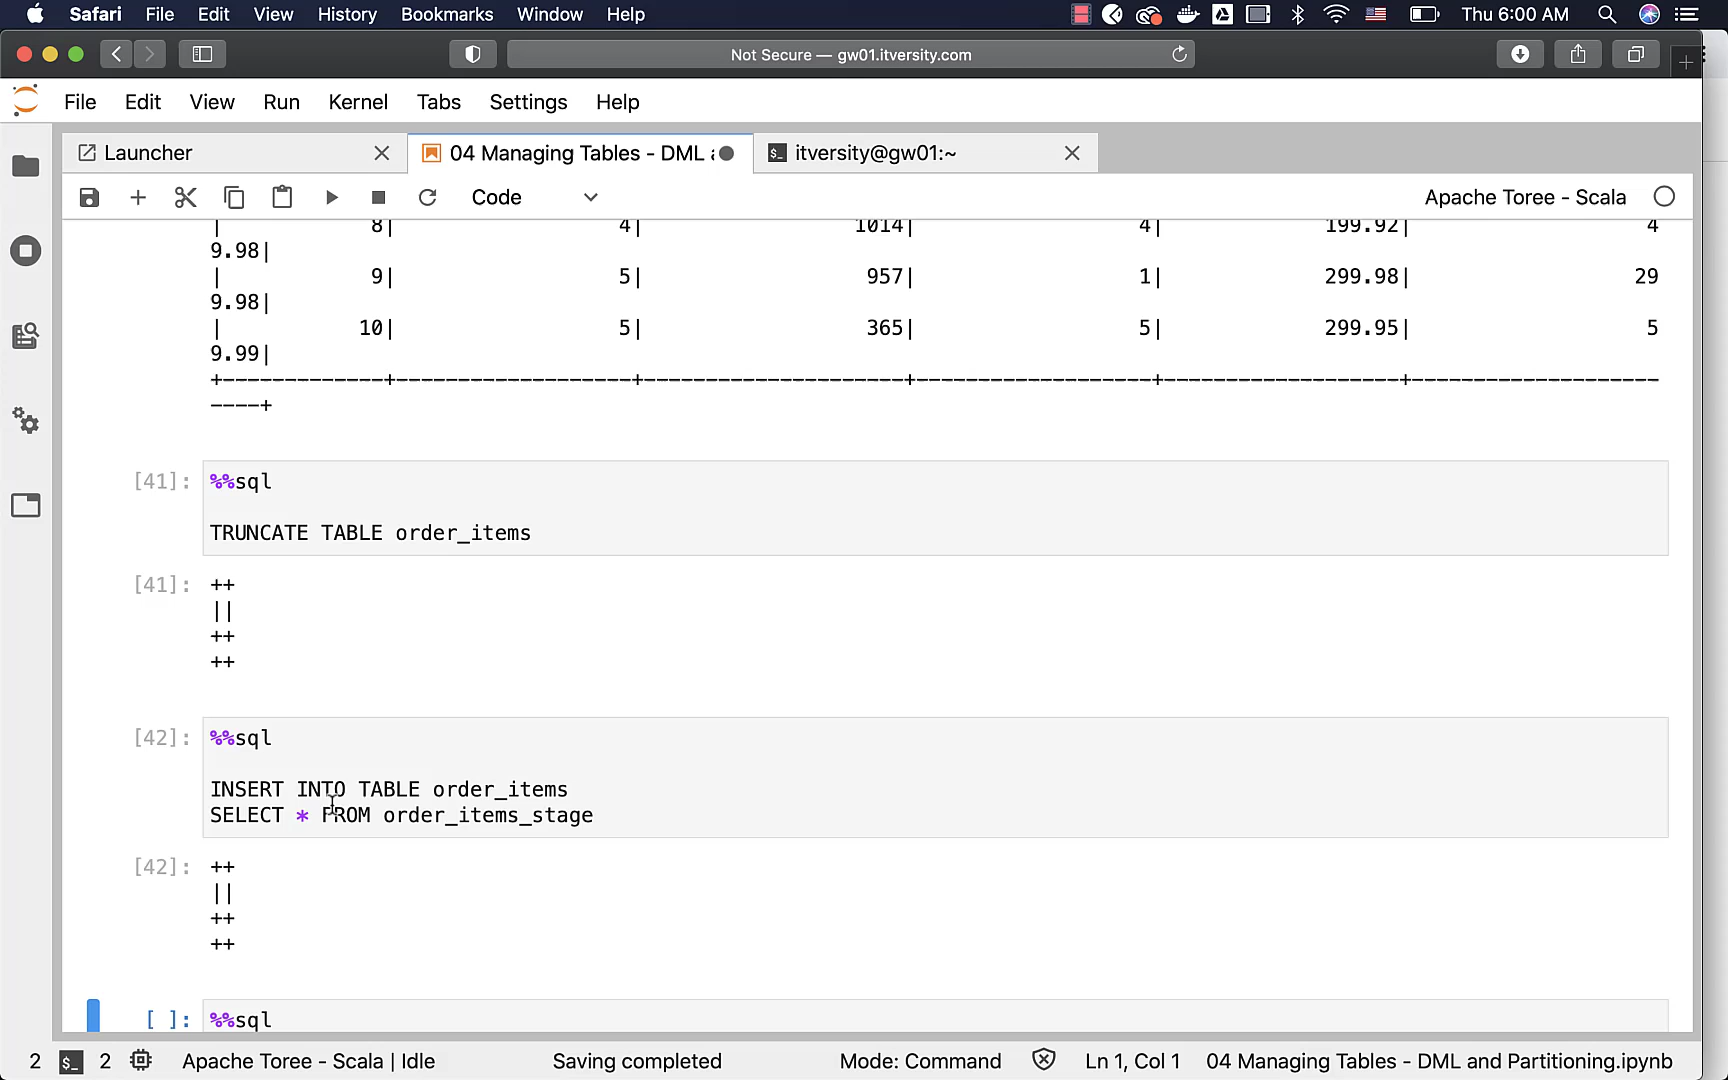 Safari File Edit View History Bookmarks Window Help Thu 6:00 AM
Not Secure — gw01.itversity.com
File Edit View Run Kernel Tabs Settings Help
Launcher 04 Managing Tables - DML a itversity@gw01:~
Code Apache Toree - Scala
| 8| 4| 1014| 4| 199.92| 4
9.98|
| 9| 5| 957| 1| 299.98| 29
9.98|
| 10| 5| 365| 5| 299.95| 5
9.99|
+-------------+-------------------+---------------------+-------------------+-------------------+--------------------
----+
[41]: %%sql
TRUNCATE TABLE order_items
[41]: ++
||
++
++
[42]: %%sql
INSERT INTO TABLE order_items
SELECT * FROM order_items_stage
[42]: ++
||
++
++
[ ]: %%sql
2 $_ 2 Apache Toree - Scala | Idle Saving completed Mode: Command Ln 1, Col 1 04 Managing Tables - DML and Partitioning.ipynb